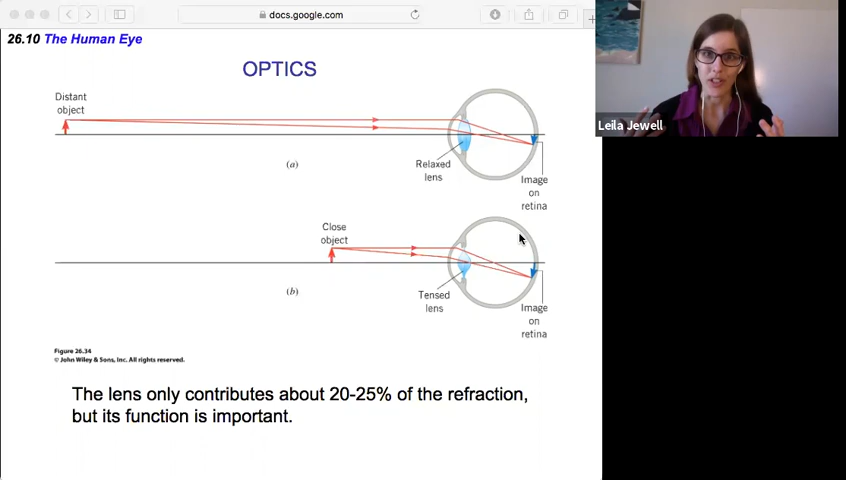 docs.google.com
26.10 The Human Eye
OPTICS
Distant
object
Relaxed
lens
(a)
Image
on
retina
Close
object
Tensed
lens
(b)
Image
on
retina
Figure 26.34
© John Wiley & Sons, Inc. All rights reserved.
The lens only contributes about 20-25% of the refraction,
but its function is important.
Leila Jewell